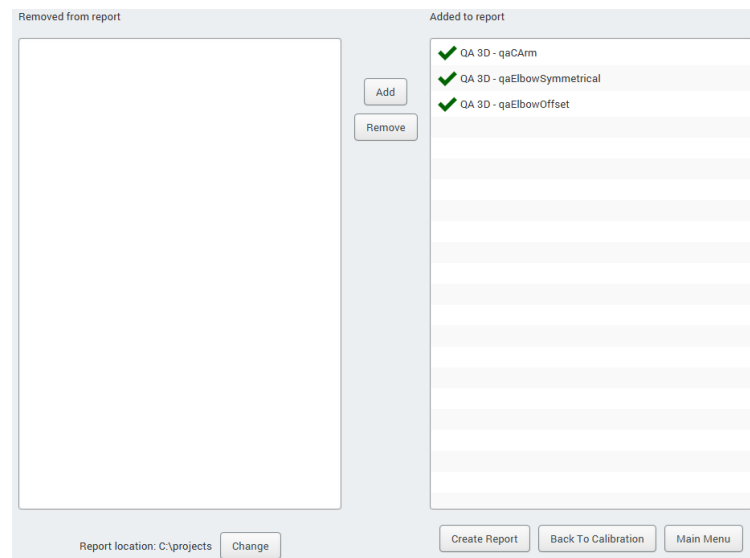 Removed from report
Added to report
QA 3D - qaCArm
QA 3D - qaElbowSymmetrical
QA 3D - qaElbowOffset
Add
Remove
Report location: C:\projects
Change
Create Report
Back To Calibration
Main Menu